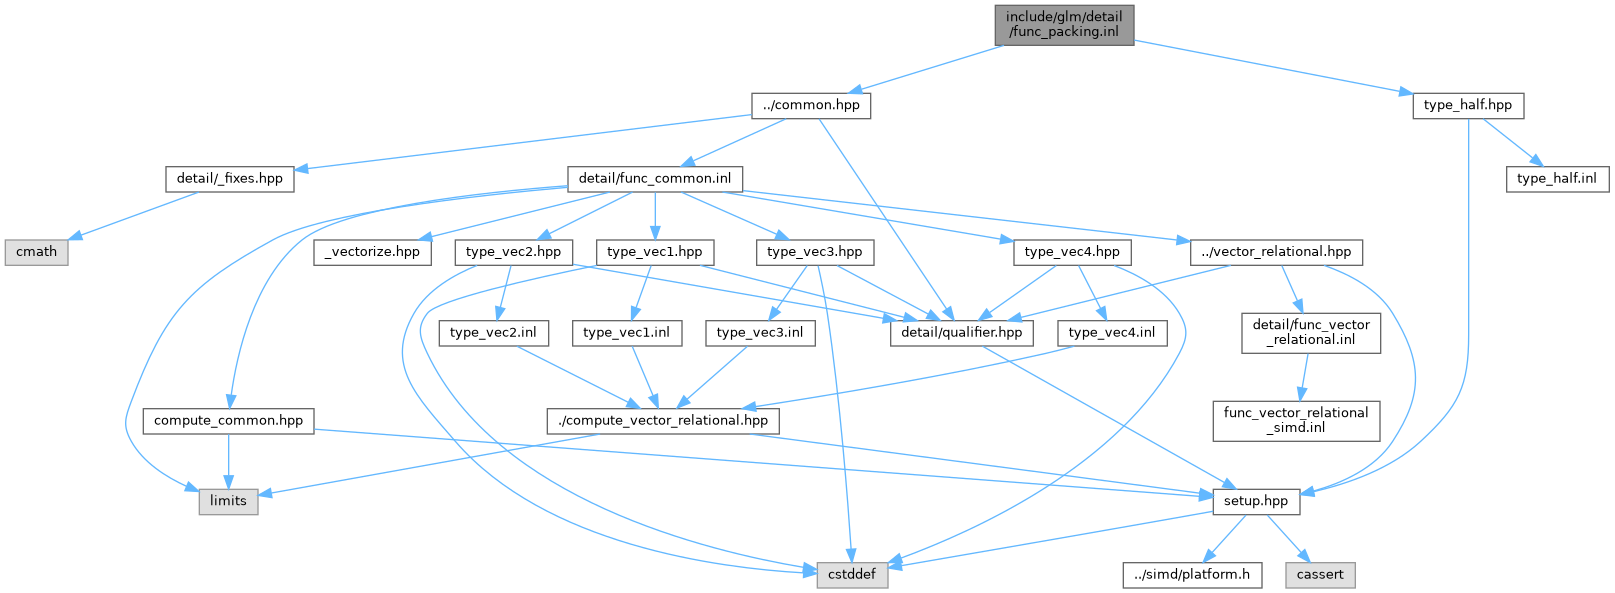 include/glm/detail
/func_packing.inl
../common.hpp
type_half.hpp
detail/_fixes.hpp
detail/func_common.inl
type_half.inl
cmath
_vectorize.hpp
type_vec2.hpp
type_vec1.hpp
type_vec3.hpp
type_vec4.hpp
../vector_relational.hpp
type_vec2.inl
type_vec1.inl
type_vec3.inl
detail/qualifier.hpp
type_vec4.inl
detail/func_vector
_relational.inl
compute_common.hpp
./compute_vector_relational.hpp
func_vector_relational
_simd.inl
limits
setup.hpp
cstddef
../simd/platform.h
cassert